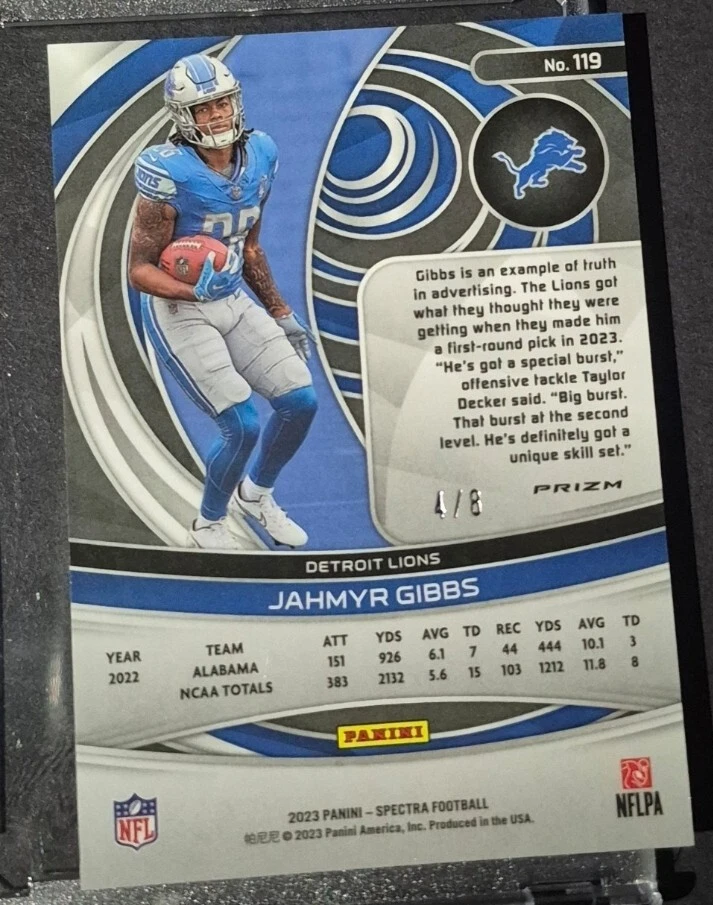 No. 119
Gibbs is an example of truth
in advertising. The Lions got
what they thought they were
getting when they made him
a first-round pick in 2023.
“He's got a special burst,”
offensive tackle Taylor
Decker said. “Big burst.
That burst at the second
level. He's definitely got a
unique skill set.”
4/8
PRIZM
DETROIT LIONS
JAHMYR GIBBS
YEAR TEAM ATT YDS AVG TD REC YDS AVG TD
2022 ALABAMA 151 926 6.1 7 44 444 10.1 3
NCAA TOTALS 383 2132 5.6 15 103 1212 11.8 8
PANINI
NFL
2023 PANINI – SPECTRA FOOTBALL
帕尼尼 © 2023 Panini America, Inc. Produced in the USA.
NFLPA